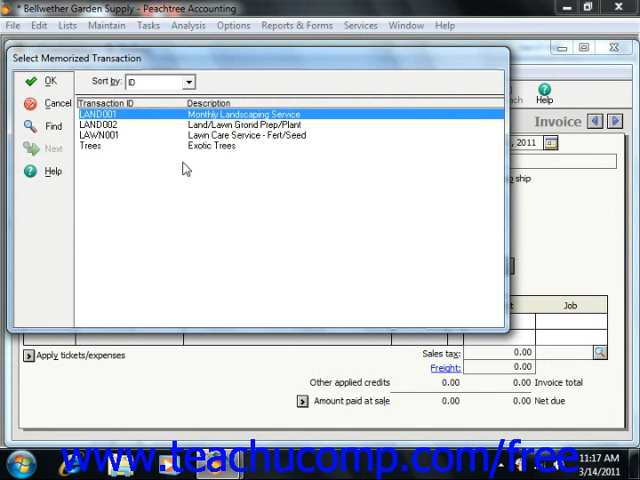 * Bellwether Garden Supply - Peachtree Accounting
File Edit Lists Maintain Tasks Analysis Options Reports & Forms Services Window Help
Select Memorized Transaction
OK
Sort by: ID
Cancel
Find
Next
Help
Transaction ID Description
LAND001 Monthly Landscaping Service
LAND002 Land/Lawn Grond Prep/Plant
LAWN001 Lawn Care Service - Fert/Seed
Trees Exotic Trees
Help
Invoice
, 2011
ship
Job
Apply tickets/expenses
Sales tax: 0.00
Freight: 0.00
Other applied credits 0.00 0.00 Invoice total
Amount paid at sale 0.00 0.00 Net due
www.teachucomp.com/free
11:17 AM
3/14/2011